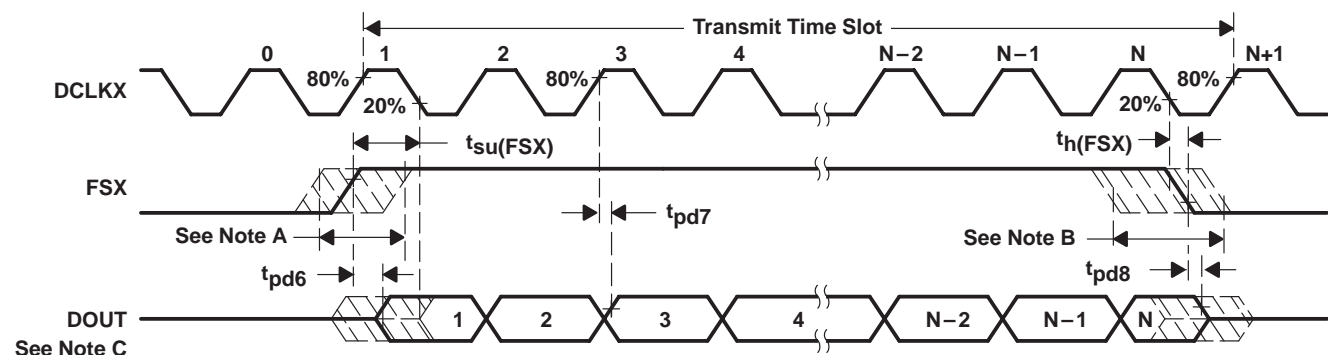 Transmit Time Slot
0 1 2 3 4 N–2 N–1 N N+1
80% 80% 80%
DCLKX
20% 20%
tsu(FSX) th(FSX)
FSX
tpd7
See Note A See Note B
tpd6 tpd8
DOUT 1 2 3 4 N–2 N–1 N
See Note C